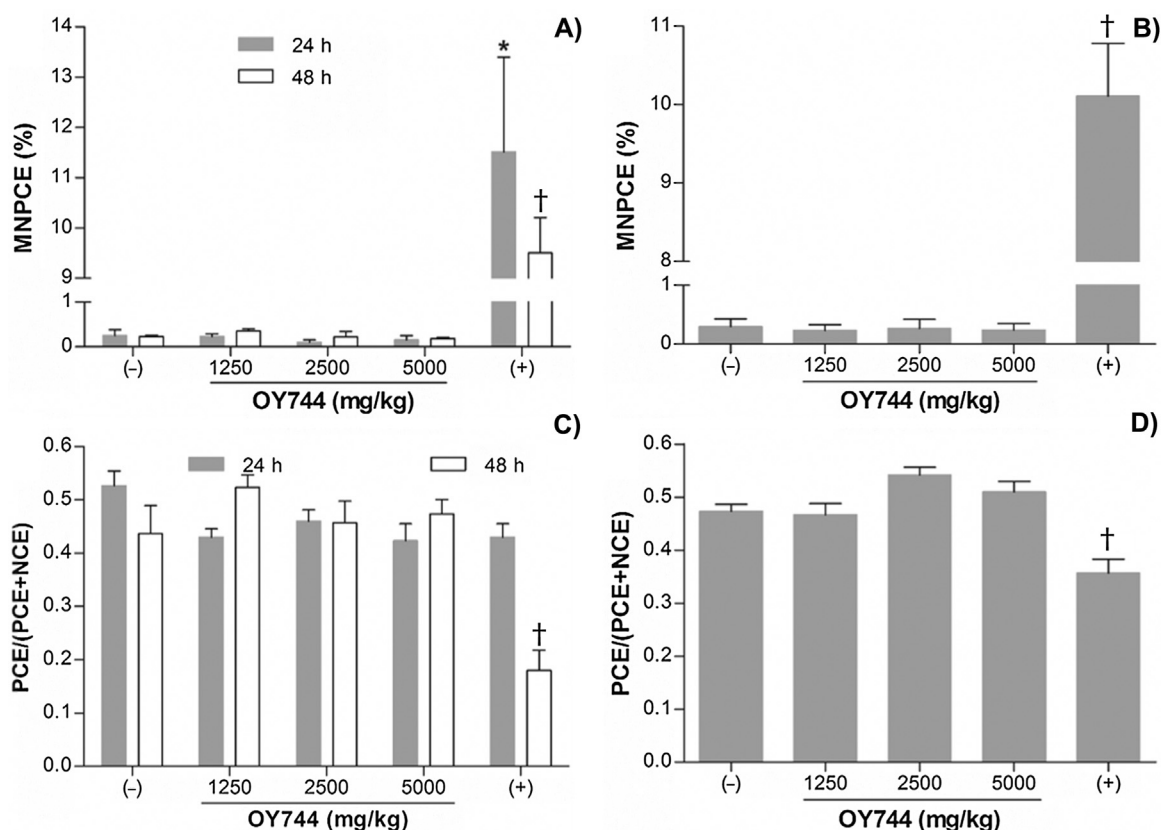 A)
14
13
12
11
10
9
1
0
MNPCE (%)
24 h
48 h
*
†
(–) 1250 2500 5000 (+)
OY744 (mg/kg)
B)
11
10
9
8
1
0
MNPCE (%)
†
(–) 1250 2500 5000 (+)
OY744 (mg/kg)
C)
0.6
0.5
0.4
0.3
0.2
0.1
0.0
PCE/(PCE+NCE)
24 h 48 h
†
(–) 1250 2500 5000 (+)
OY744 (mg/kg)
D)
0.6
0.5
0.4
0.3
0.2
0.1
0.0
PCE/(PCE+NCE)
†
(–) 1250 2500 5000 (+)
OY744 (mg/kg)